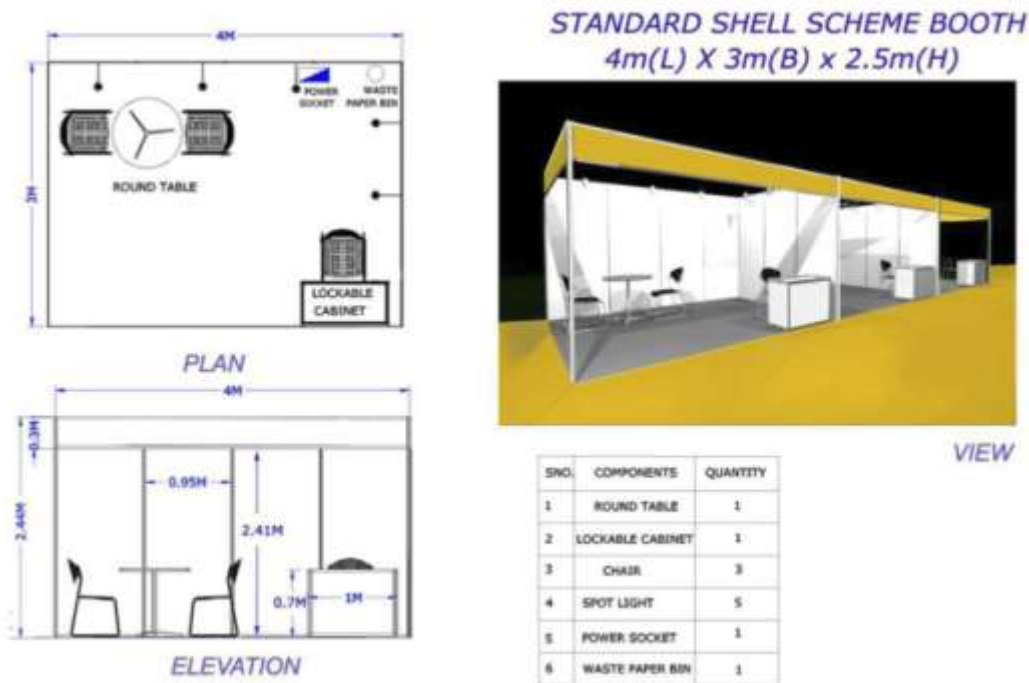 STANDARD SHELL SCHEME BOOTH
4m(L) X 3m(B) x 2.5m(H)
4M
3M
POWER
SOCKET
WASTE
PAPER BIN
ROUND TABLE
LOCKABLE
CABINET
PLAN
4M
0.3M
2.44M
0.95M
2.41M
0.7M
1M
ELEVATION
VIEW
SNO. COMPONENTS QUANTITY
1 ROUND TABLE 1
2 LOCKABLE CABINET 1
3 CHAIR 3
4 SPOT LIGHT 5
5 POWER SOCKET 1
6 WASTE PAPER BIN 1